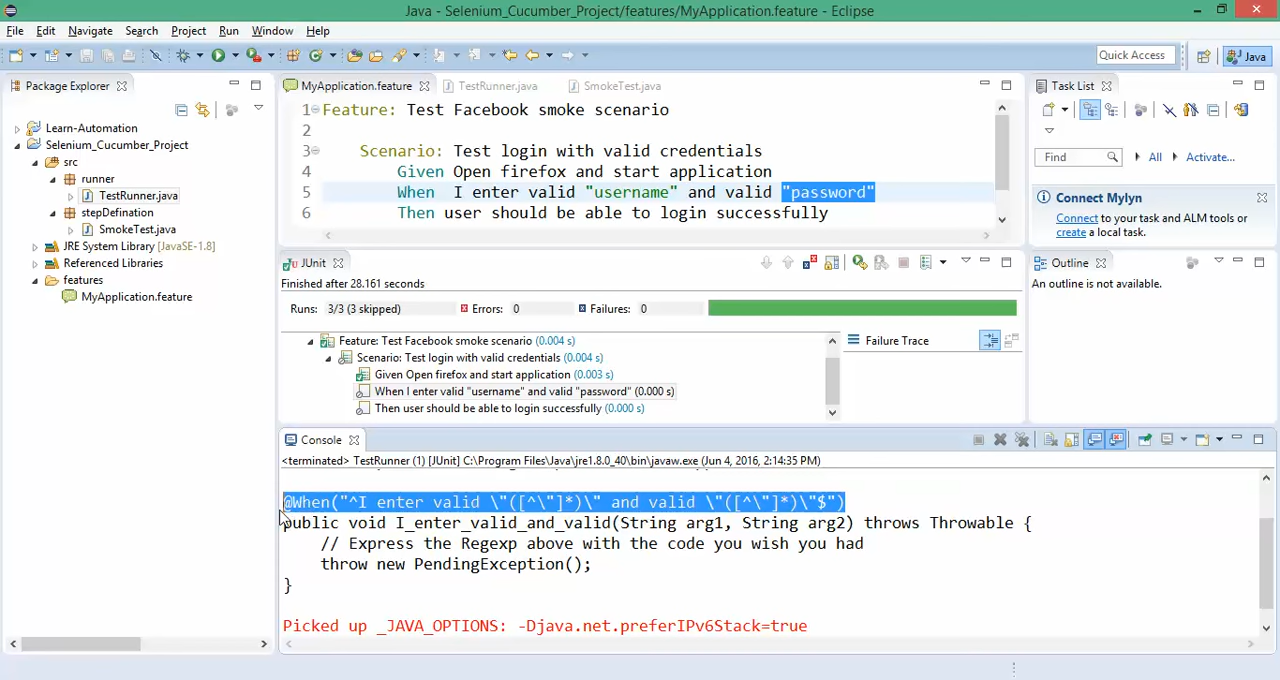 Java - Selenium_Cucumber_Project/features/MyApplication.feature - Eclipse
File Edit Navigate Search Project Run Window Help
Quick Access
Java
Package Explorer
Learn-Automation
Selenium_Cucumber_Project
src
runner
TestRunner.java
stepDefination
SmokeTest.java
JRE System Library [JavaSE-1.8]
Referenced Libraries
features
MyApplication.feature
MyApplication.feature TestRunner.java SmokeTest.java
1 Feature: Test Facebook smoke scenario
2
3 Scenario: Test login with valid credentials
4 Given Open firefox and start application
5 When I enter valid "username" and valid "password"
6 Then user should be able to login successfully
JUnit
Finished after 28.161 seconds
Runs: 3/3 (3 skipped) Errors: 0 Failures: 0
Feature: Test Facebook smoke scenario (0.004 s)
Scenario: Test login with valid credentials (0.004 s)
Given Open firefox and start application (0.003 s)
When I enter valid "username" and valid "password" (0.000 s)
Then user should be able to login successfully (0.000 s)
Failure Trace
Task List
Find All Activate...
Connect Mylyn
Connect to your task and ALM tools or
create a local task.
Outline
An outline is not available.
Console
<terminated> TestRunner (1) [JUnit] C:\Program Files\Java\jre1.8.0_40\bin\javaw.exe (Jun 4, 2016, 2:14:35 PM)
@When("^I enter valid \"([^\"]*)\" and valid \"([^\"]*)\"$")
public void I_enter_valid_and_valid(String arg1, String arg2) throws Throwable {
// Express the Regexp above with the code you wish you had
throw new PendingException();
}
Picked up _JAVA_OPTIONS: -Djava.net.preferIPv6Stack=true